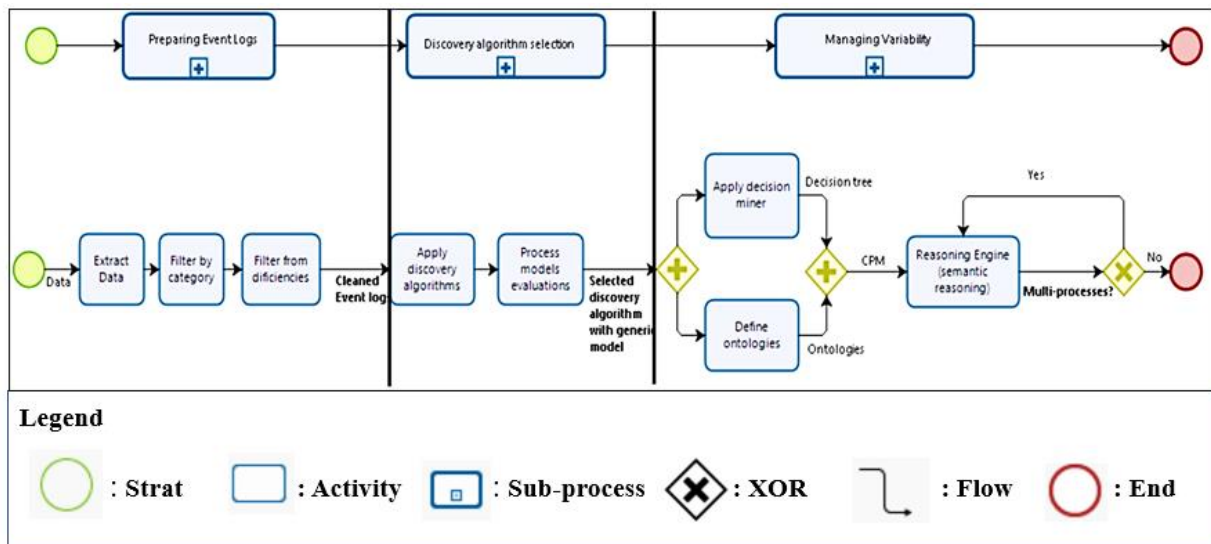 Preparing Event Logs
Discovery algorithm selection
Managing Variability
Data
Extract
Data
Filter by
category
Filter from
dificiencies
Cleaned
Event logs
Apply
discovery
algorithms
Process
models
evaluations
Selected
discovery
algorithm
with generic
model
Apply decision
miner
Decision tree
Define
ontologies
Ontologies
CPM
Reasoning Engine
(semantic
reasoning)
Multi-processes?
Yes
No
Legend
: Strat
: Activity
: Sub-process
: XOR
: Flow
: End